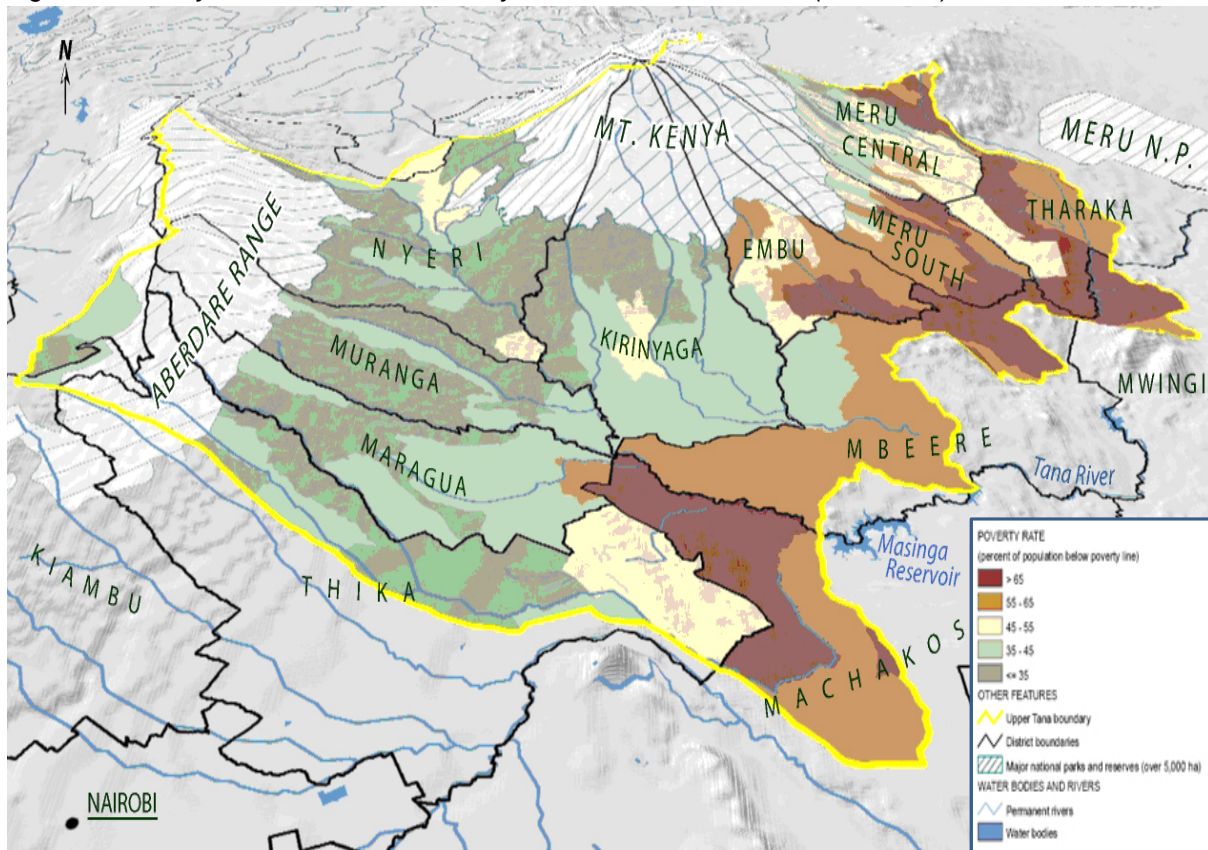 N
MT. KENYA
MERU
CENTRAL
MERU N.P.
THARAKA
ABERDARE RANGE
NYERI
EMBU
MERU
SOUTH
MURANGA
KIRINYAGA
MWINGI
MARAGUA
MBEERE
Tana River
KIAMBU
THIKA
Masinga
Reservoir
MACHAKOS
NAIROBI
POVERTY RATE
(percent of population below poverty line)
> 65
55 - 65
45 - 55
35 - 45
<= 35
OTHER FEATURES
Upper Tana boundary
District boundaries
Major national parks and reserves (over 5,000 ha)
WATER BODIES AND RIVERS
Permanent rivers
Water bodies